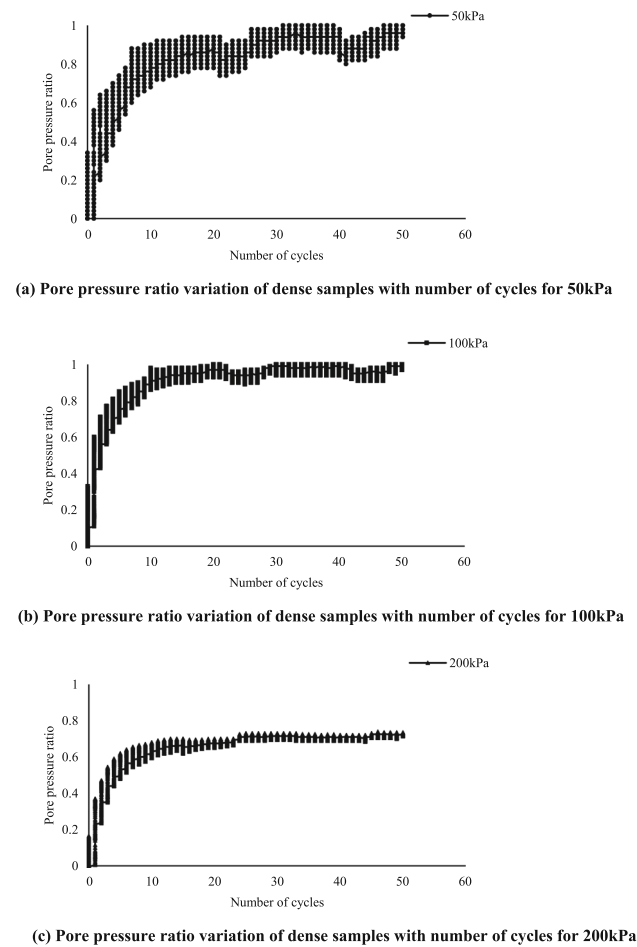 50kPa
1
0.8
0.6
0.4
0.2
0
Pore pressure ratio
0 10 20 30 40 50 60
Number of cycles
(a) Pore pressure ratio variation of dense samples with number of cycles for 50kPa
100kPa
1
0.8
0.6
0.4
0.2
0
Pore pressure ratio
0 10 20 30 40 50 60
Number of cycles
(b) Pore pressure ratio variation of dense samples with number of cycles for 100kPa
200kPa
1
0.8
0.6
0.4
0.2
0
Pore pressure ratio
0 10 20 30 40 50 60
Number of cycles
(c) Pore pressure ratio variation of dense samples with number of cycles for 200kPa